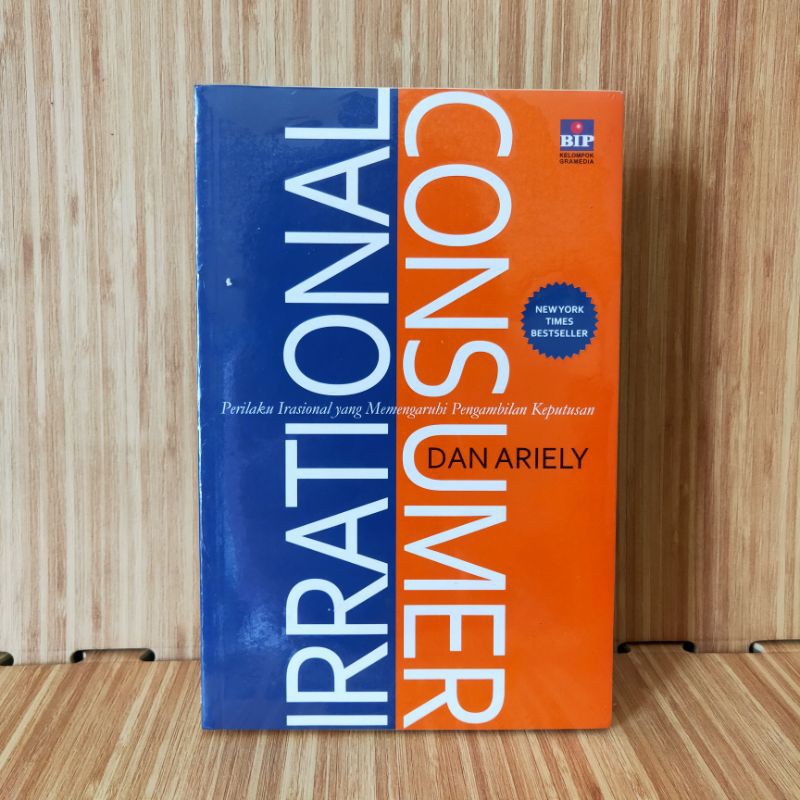 IRRATIONAL
CONSUMER
BIP
KELOMPOK
GRAMEDIA
NEW YORK
TIMES
BESTSELLER
Perilaku Irasional yang Memengaruhi Pengambilan Keputusan
DAN ARIELY